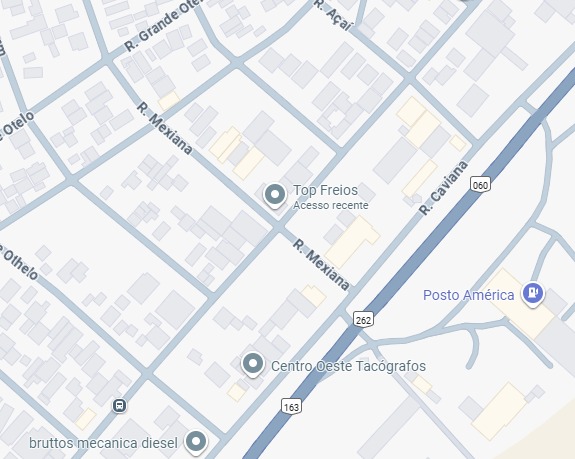 R. Açaí
R. Grande Otelo
R. Mexiana
Otelo
Top Freios
Acesso recente
060
R. Caviana
R. Mexiana
Othelo
Posto América
262
Centro Oeste Tacógrafos
163
bruttos mecanica diesel